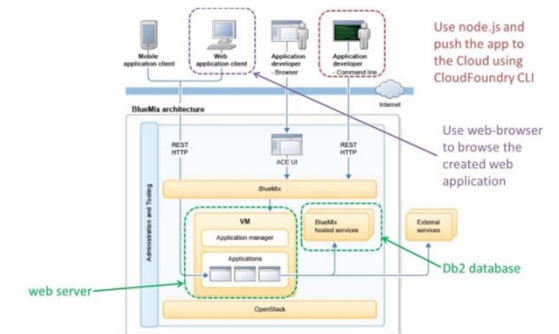 Mobile
application client
Web
application client
Application
developer
- Browser
Application
developer
- Command line
Use node.js and
push the app to
the Cloud using
CloudFoundry CLI
Internet
BlueMix architecture
Use web-browser
to browse the
created web
application
REST
HTTP
ACE UI
REST
HTTP
Administration and Tooling
BlueMix
VM
Application manager
Applications
BlueMix
hosted services
External
services
Db2 database
web server
OpenStack